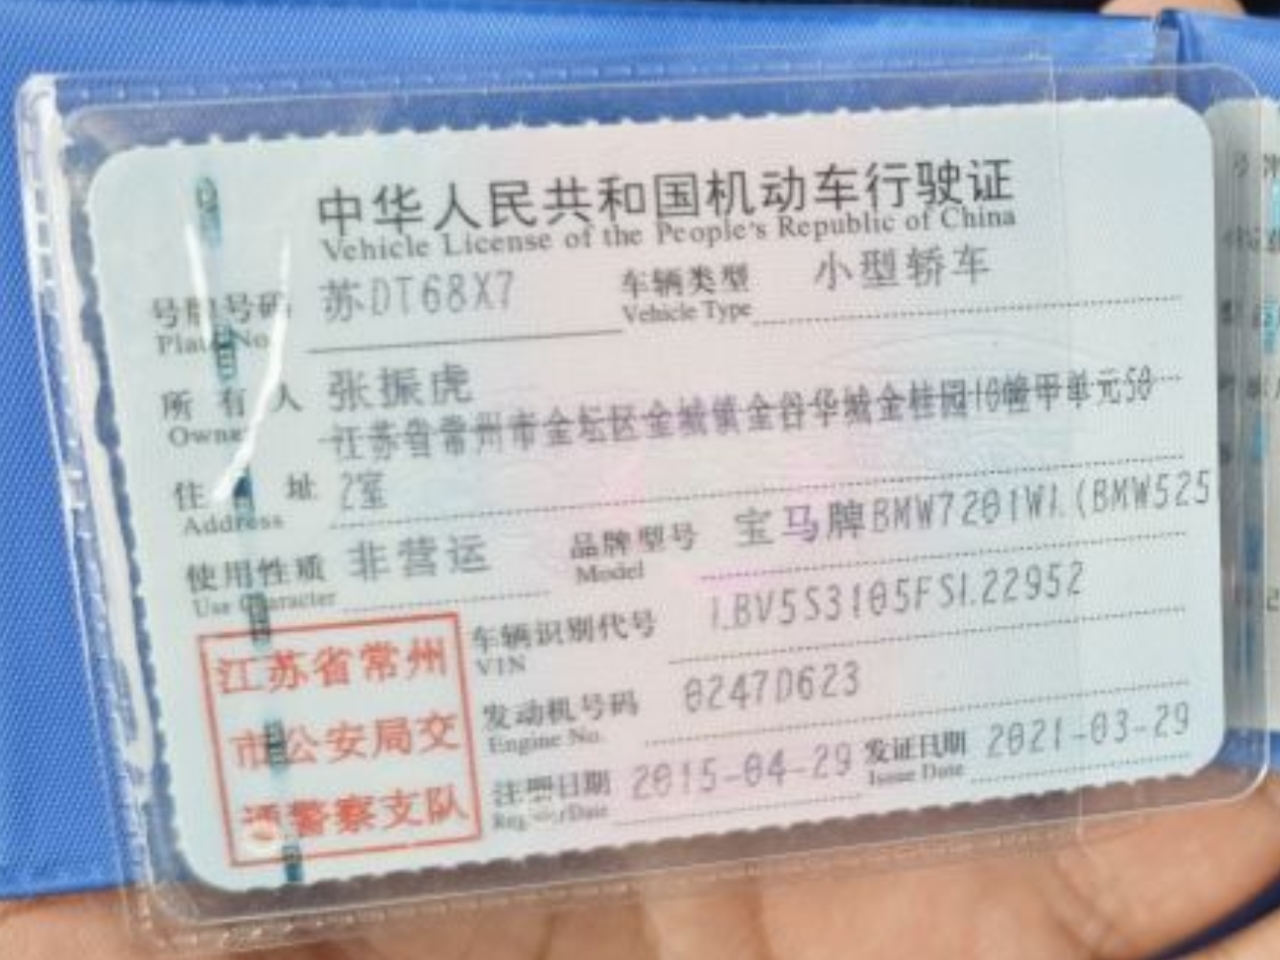 中华人民共和国机动车行驶证
Vehicle License of the People's Republic of China
号牌号码 苏DT68X7 车辆类型 小型轿车
Plate No. Vehicle Type
所有人 张振虎
Owner
江苏省常州市金坛区金城镇金谷华城金桂园10幢甲单元50
住址 2室
Address
使用性质 非营运 品牌型号 宝马牌BMW7201WL(BMW525
Use Character Model
车辆识别代号 LBV5S3105FSL22952
VIN
发动机号码 0247D623
Engine No.
注册日期 2015-04-29 发证日期 2021-03-29
Register Date Issue Date
江苏省常州
市公安局交
通警察支队